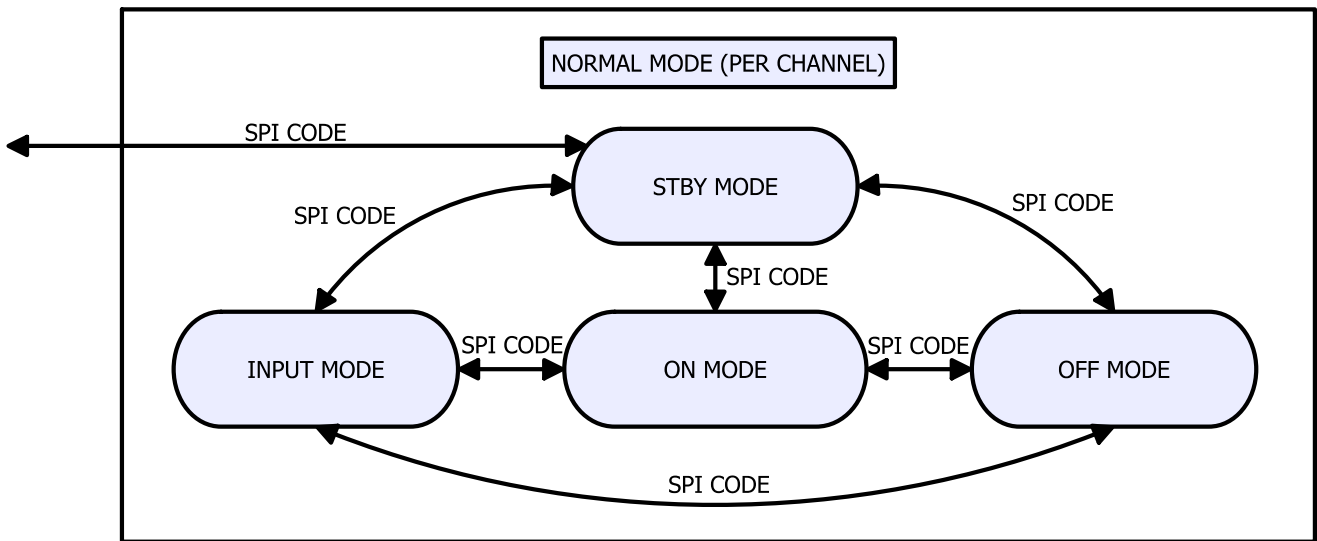 NORMAL MODE (PER CHANNEL)
SPI CODE
STBY MODE
SPI CODE
SPI CODE
SPI CODE
INPUT MODE
SPI CODE
ON MODE
SPI CODE
OFF MODE
SPI CODE